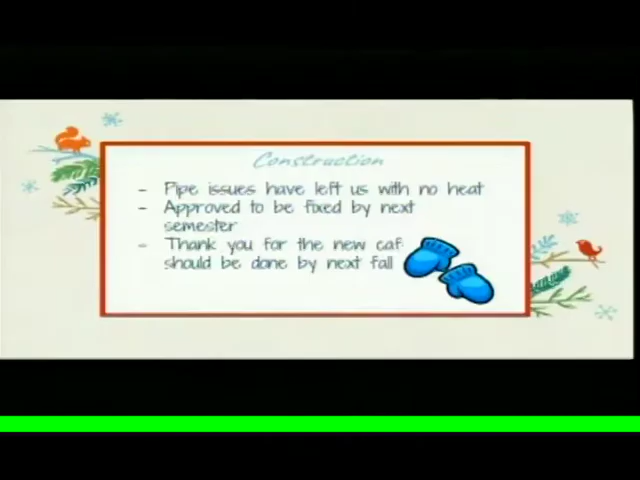 Construction
- Pipe issues have left us with no heat
- Approved to be fixed by next
semester
- Thank you for the new caf
should be done by next fall